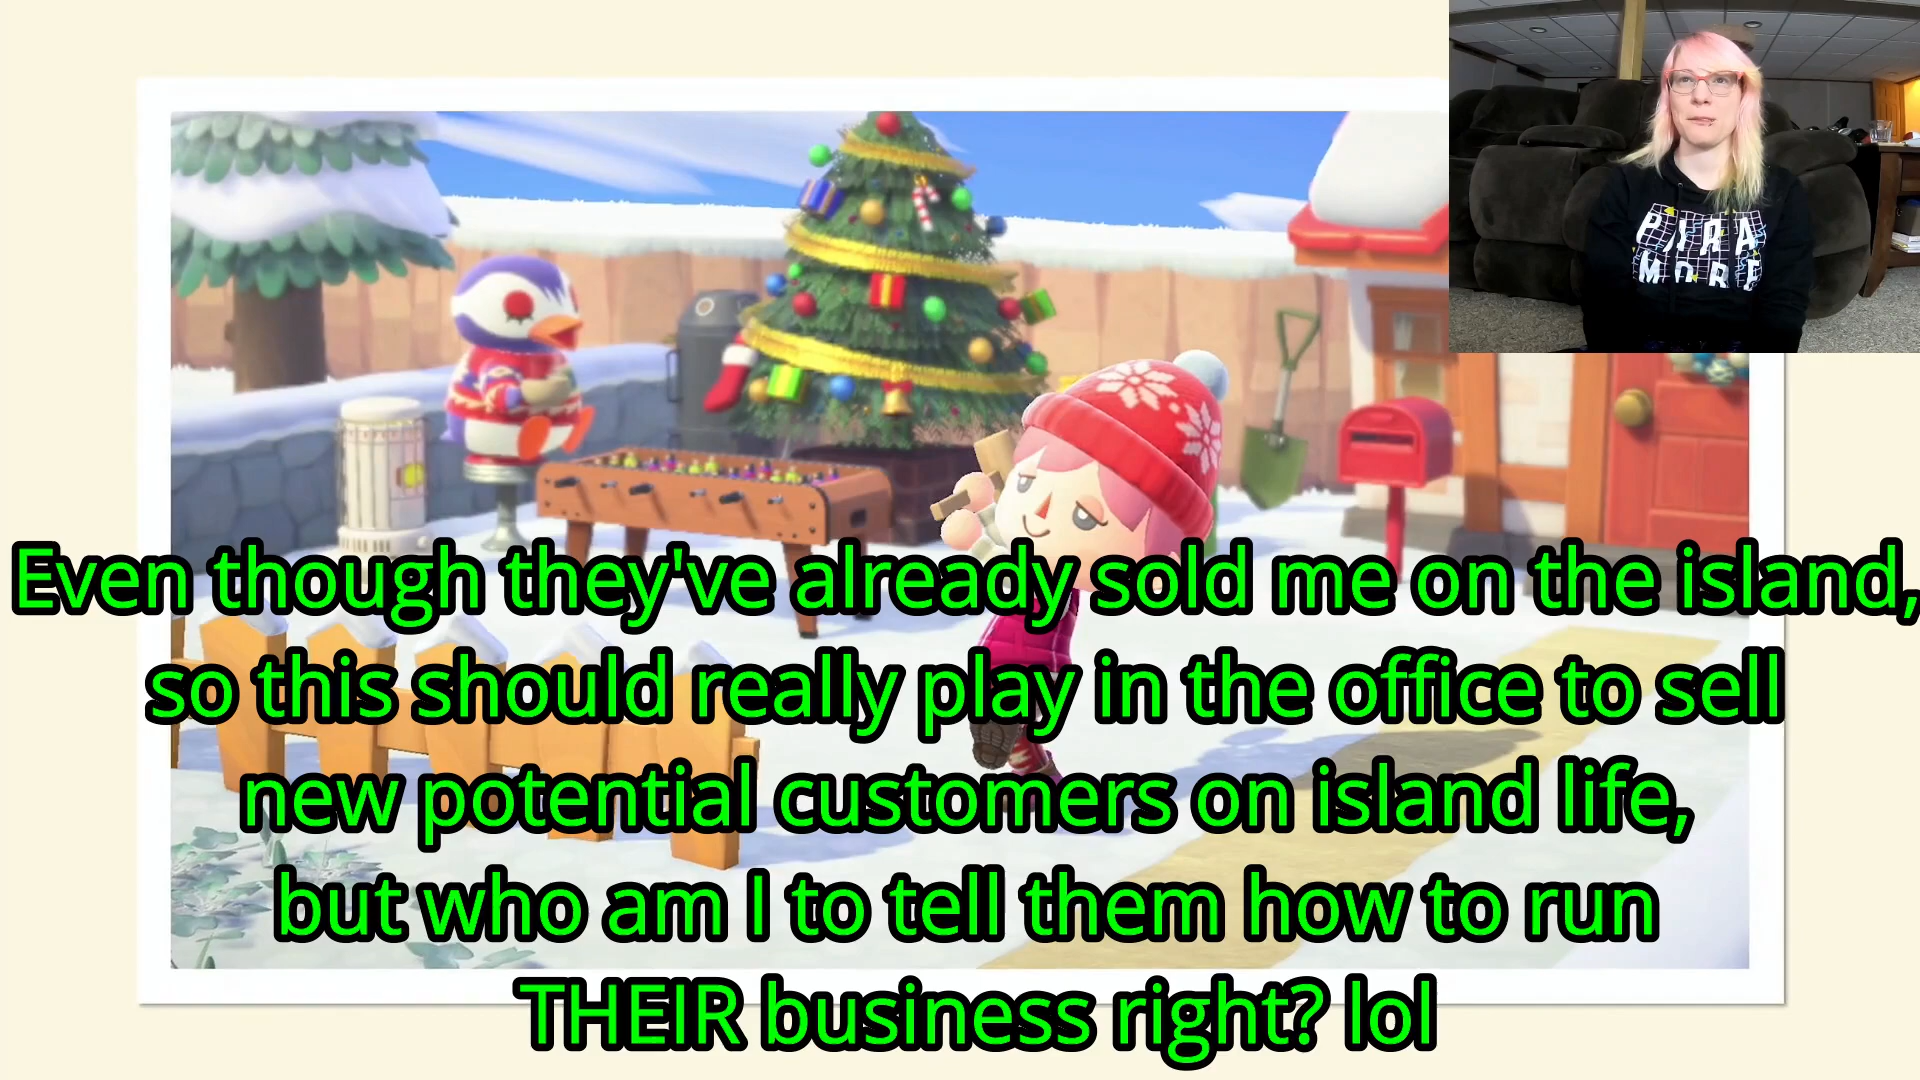 PARA
MORE
Even though they've already sold me on the island,
so this should really play in the office to sell
new potential customers on island life,
but who am I to tell them how to run
THEIR business right? lol